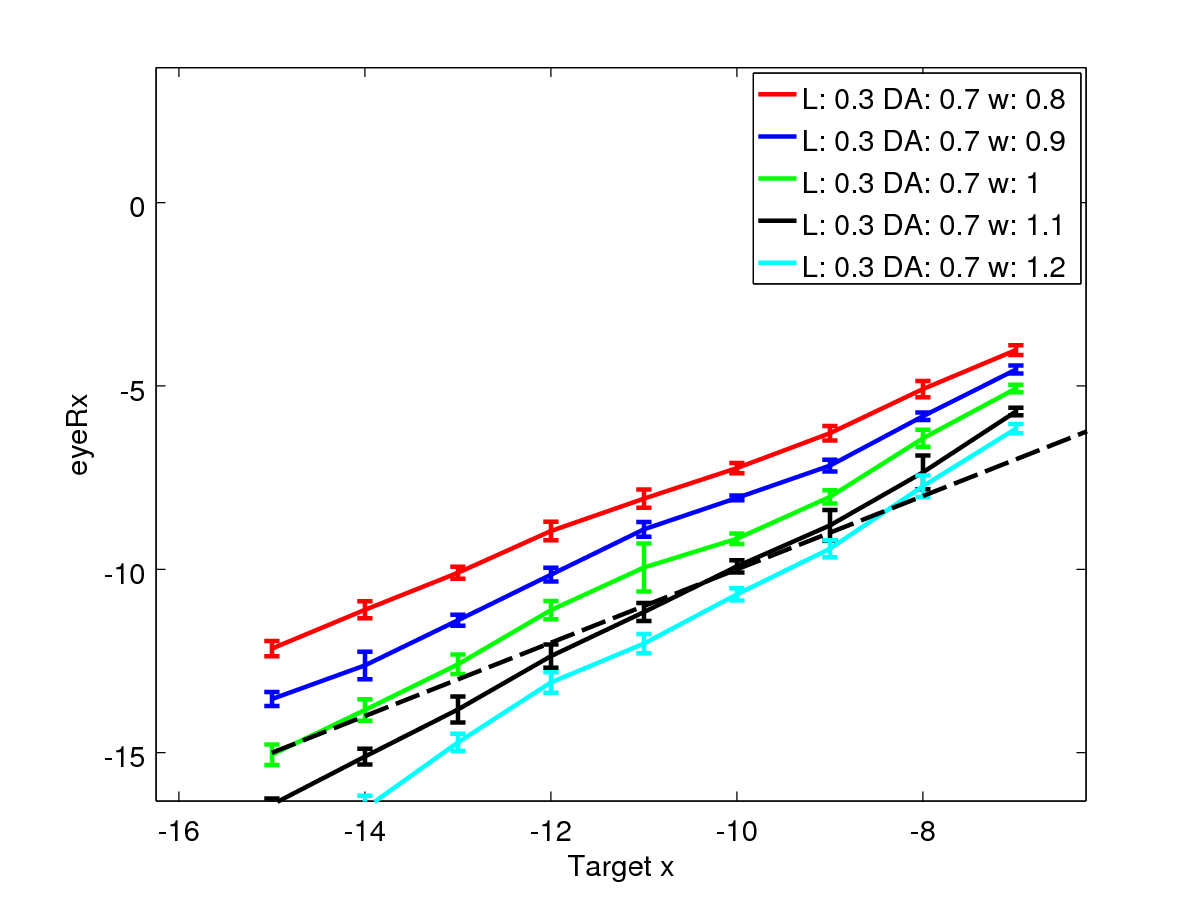 L: 0.3 DA: 0.7 w: 0.8
L: 0.3 DA: 0.7 w: 0.9
L: 0.3 DA: 0.7 w: 1
L: 0.3 DA: 0.7 w: 1.1
L: 0.3 DA: 0.7 w: 1.2
0
-5
-10
-15
eyeRx
-16 -14 -12 -10 -8
Target x